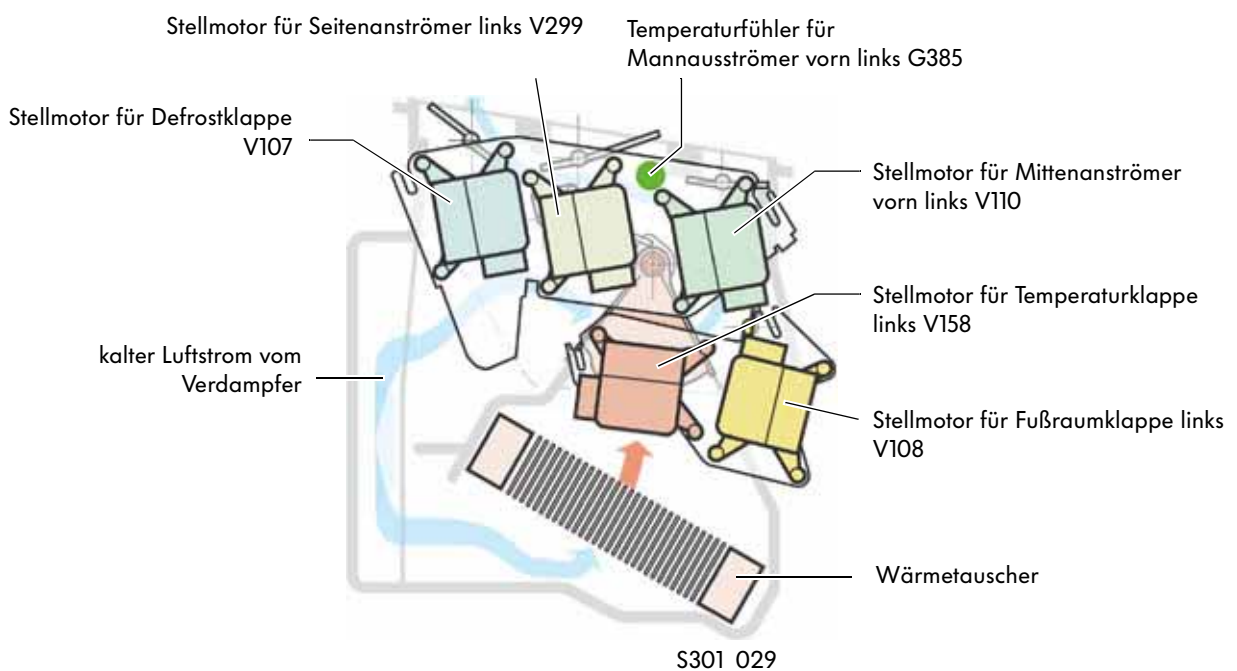 Stellmotor für Seitenanströmer links V299
Temperaturfühler für
Mannausströmer vorn links G385
Stellmotor für Defrostklappe
V107
Stellmotor für Mittenanströmer
vorn links V110
Stellmotor für Temperaturklappe
links V158
kalter Luftstrom vom
Verdampfer
Stellmotor für Fußraumklappe links
V108
Wärmetauscher
S301_029